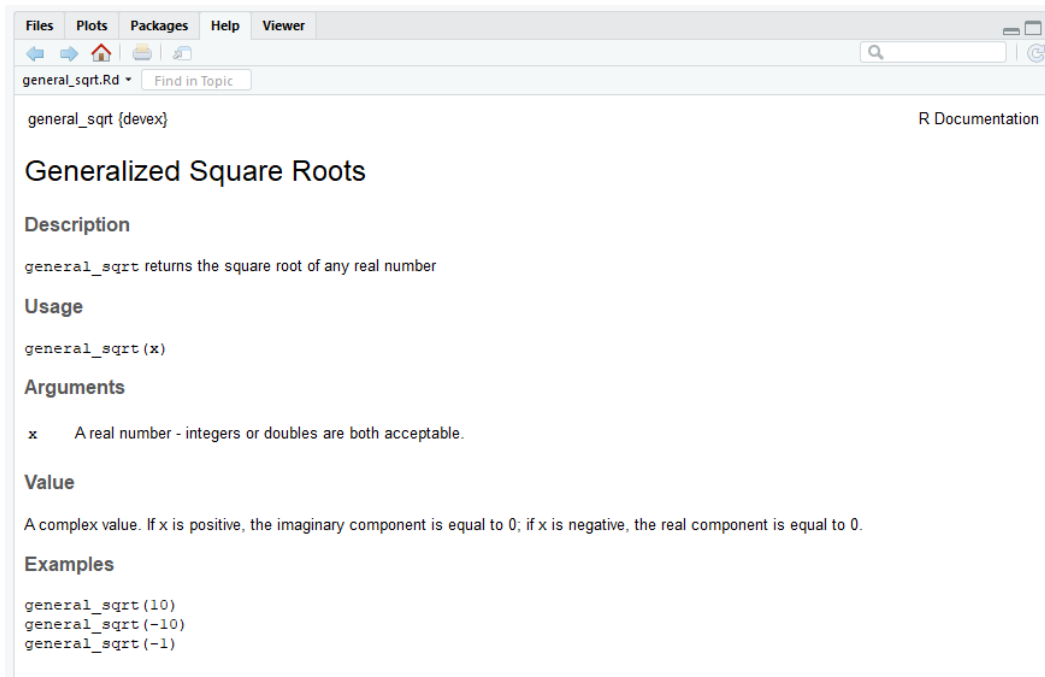 Files Plots Packages Help Viewer
general_sqrt.Rd Find in Topic
general_sqrt {devex} R Documentation
Generalized Square Roots
Description
general_sqrt returns the square root of any real number
Usage
general_sqrt(x)
Arguments
x A real number - integers or doubles are both acceptable.
Value
A complex value. If x is positive, the imaginary component is equal to 0; if x is negative, the real component is equal to 0.
Examples
general_sqrt(10)
general_sqrt(-10)
general_sqrt(-1)